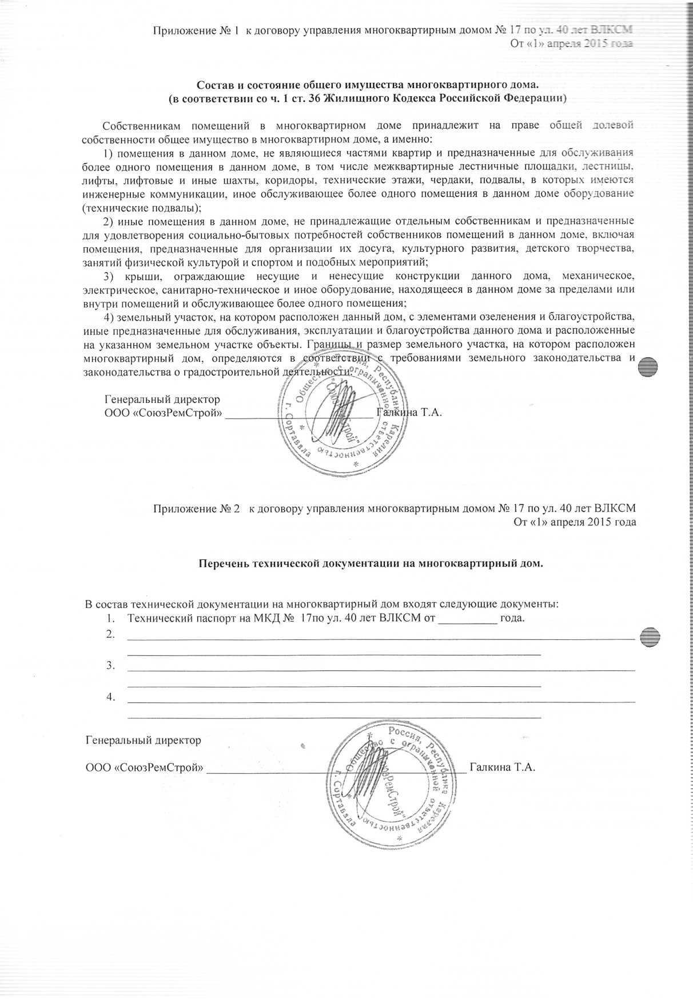 Приложение № 1 к договору управления многоквартирным домом № 17 по ул. 40 лет ВЛКСМ
От «1» апреля 2015 года
Состав и состояние общего имущества многоквартирного дома.
(в соответствии со ч. 1 ст. 36 Жилищного Кодекса Российской Федерации)
Собственникам помещений в многоквартирном доме принадлежит на праве общей долевой
собственности общее имущество в многоквартирном доме, а именно:
1) помещения в данном доме, не являющиеся частями квартир и предназначенные для обслуживания
более одного помещения в данном доме, в том числе межквартирные лестничные площадки, лестницы,
лифты, лифтовые и иные шахты, коридоры, технические этажи, чердаки, подвалы, в которых имеются
инженерные коммуникации, иное обслуживающее более одного помещения в данном доме оборудование
(технические подвалы);
2) иные помещения в данном доме, не принадлежащие отдельным собственникам и предназначенные
для удовлетворения социально-бытовых потребностей собственников помещений в данном доме, включая
помещения, предназначенные для организации их досуга, культурного развития, детского творчества,
занятий физической культурой и спортом и подобных мероприятий;
3) крыши, ограждающие несущие и ненесущие конструкции данного дома, механическое,
электрическое, санитарно-техническое и иное оборудование, находящееся в данном доме за пределами или
внутри помещений и обслуживающее более одного помещения;
4) земельный участок, на котором расположен данный дом, с элементами озеленения и благоустройства,
иные предназначенные для обслуживания, эксплуатации и благоустройства данного дома и расположенные
на указанном земельном участке объекты. Границы и размер земельного участка, на котором расположен
многоквартирный дом, определяются в соответствии с требованиями земельного законодательства и
законодательства о градостроительной деятельности.
Генеральный директор
ООО «СоюзРемСтрой» __________ Галкина Т.А.
Россия, Республика Карелия * г. Сортавала *
Общество с ограниченной ответственностью *
"СоюзРемСтрой"
Приложение № 2 к договору управления многоквартирным домом № 17 по ул. 40 лет ВЛКСМ
От «1» апреля 2015 года
Перечень технической документации на многоквартирный дом.
В состав технической документации на многоквартирный дом входят следующие документы:
1. Технический паспорт на МКД № 17по ул. 40 лет ВЛКСМ от __________ года.
2.
3.
4.
Генеральный директор
ООО «СоюзРемСтрой» __________ Галкина Т.А.
Россия, Республика Карелия * г. Сортавала *
Общество с ограниченной ответственностью *
"СоюзРемСтрой"